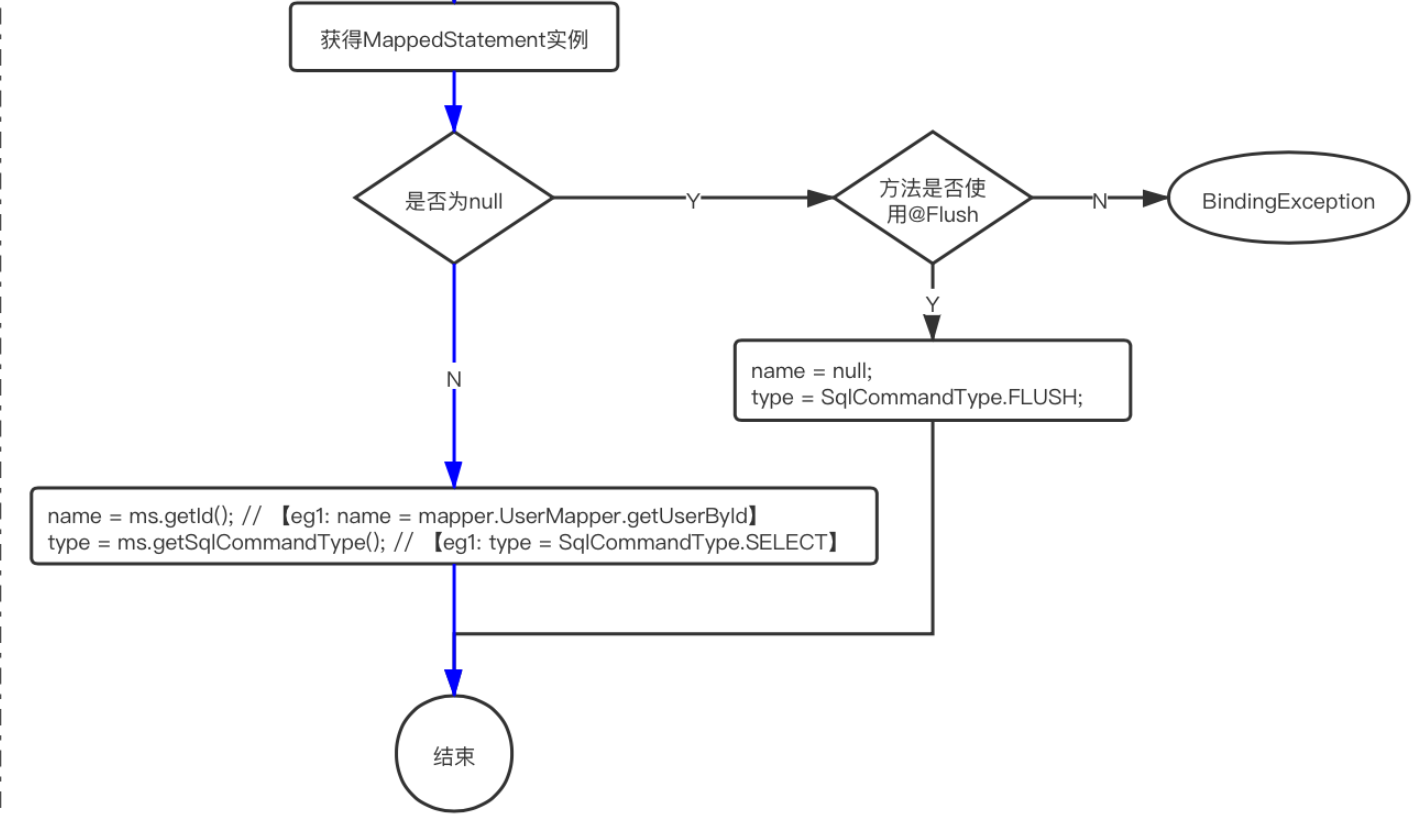 获得MappedStatement实例
是否为null
Y
方法是否使
用@Flush
N
BindingException
Y
name = null;
type = SqlCommandType.FLUSH;
N
name = ms.getId(); // 【eg1: name = mapper.UserMapper.getUserById】
type = ms.getSqlCommandType(); // 【eg1: type = SqlCommandType.SELECT】
结束